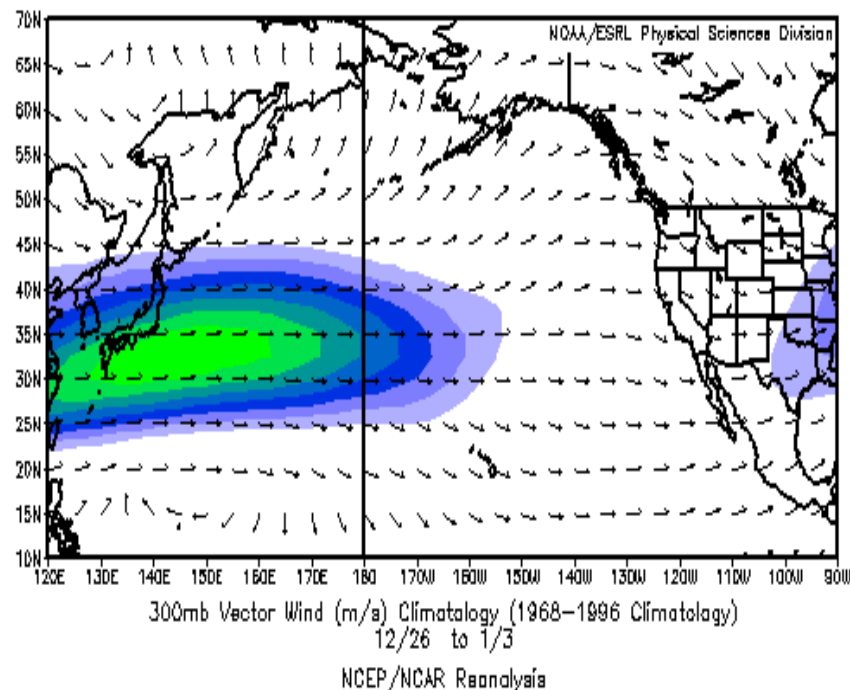 70N
NOAA/ESRL Physical Sciences Division
65N
60N
55N
50N
45N
40N
35N
30N
25N
20N
15N
10N
120E 130E 140E 150E 160E 170E 180 170W 160W 150W 140W 130W 120W 110W 100W 90W
300mb Vector Wind (m/s) Climatology (1968-1996 Climatology)
12/26 to 1/3
NCEP/NCAR Reanalysis